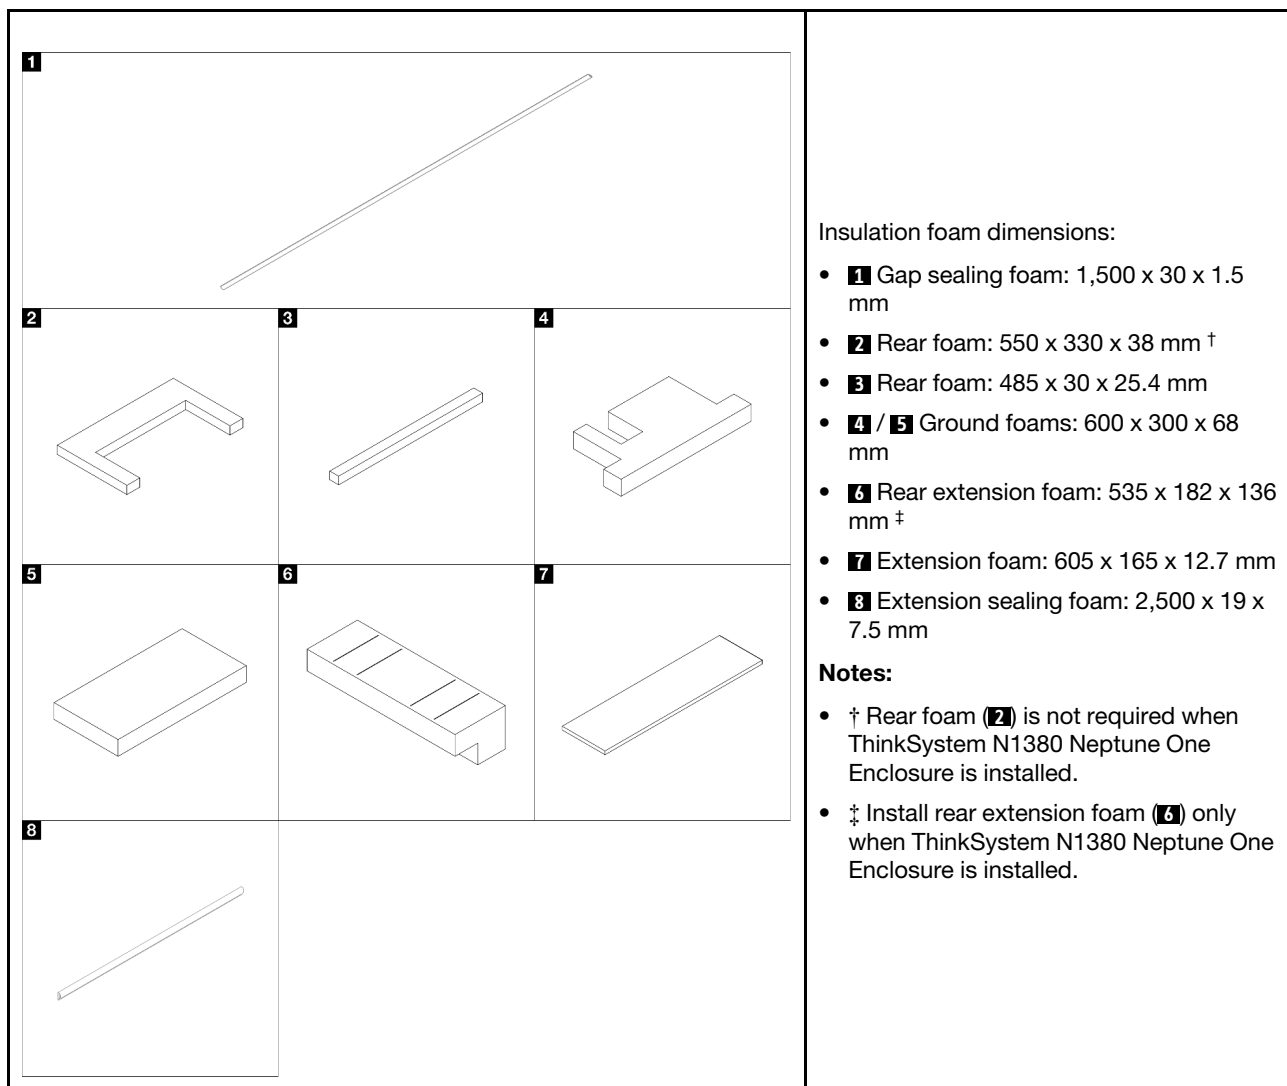 1
2
3
4
5
6
7
8
Insulation foam dimensions:
• 1 Gap sealing foam: 1,500 x 30 x 1.5
mm
• 2 Rear foam: 550 x 330 x 38 mm †
• 3 Rear foam: 485 x 30 x 25.4 mm
• 4 / 5 Ground foams: 600 x 300 x 68
mm
• 6 Rear extension foam: 535 x 182 x 136
mm ‡
• 7 Extension foam: 605 x 165 x 12.7 mm
• 8 Extension sealing foam: 2,500 x 19 x
7.5 mm
Notes:
• † Rear foam (2) is not required when
ThinkSystem N1380 Neptune One
Enclosure is installed.
• ‡ Install rear extension foam (6) only
when ThinkSystem N1380 Neptune One
Enclosure is installed.